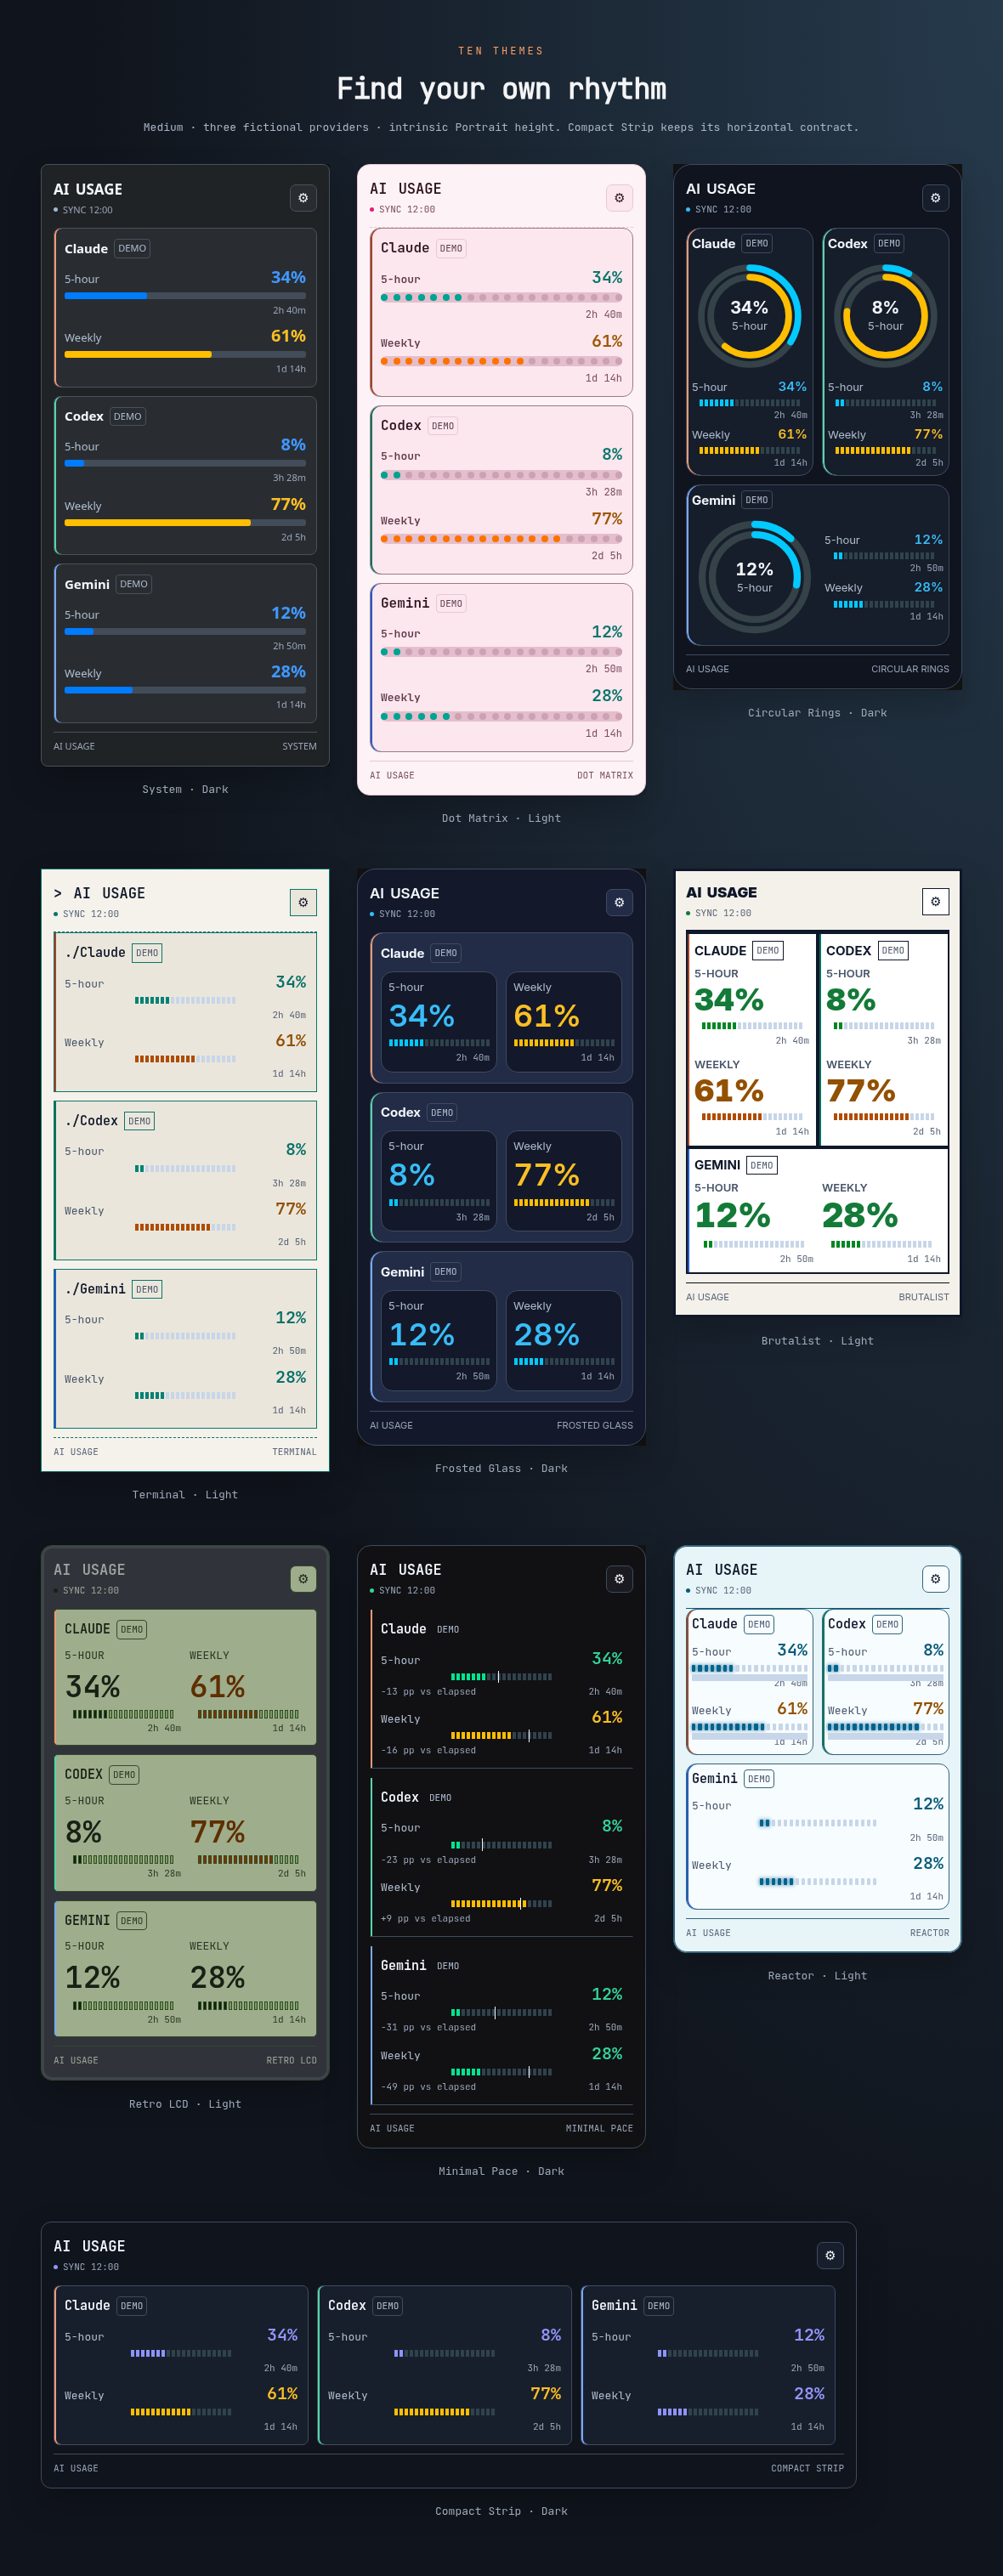 TEN THEMES
Find your own rhythm
Medium · three fictional providers · intrinsic Portrait height. Compact Strip keeps its horizontal contract.
AI USAGE
SYNC 12:00
Claude DEMO
5-hour 34%
2h 40m
Weekly 61%
1d 14h
Codex DEMO
5-hour 8%
3h 28m
Weekly 77%
2d 5h
Gemini DEMO
5-hour 12%
2h 50m
Weekly 28%
1d 14h
AI USAGE SYSTEM
System · Dark
AI USAGE
SYNC 12:00
Claude DEMO
5-hour 34%
2h 40m
Weekly 61%
1d 14h
Codex DEMO
5-hour 8%
3h 28m
Weekly 77%
2d 5h
Gemini DEMO
5-hour 12%
2h 50m
Weekly 28%
1d 14h
AI USAGE DOT MATRIX
Dot Matrix · Light
AI USAGE
SYNC 12:00
Claude DEMO
34%
5-hour
5-hour 34%
2h 40m
Weekly 61%
1d 14h
Codex DEMO
8%
5-hour
5-hour 8%
3h 28m
Weekly 77%
2d 5h
Gemini DEMO
12%
5-hour
5-hour 12%
2h 50m
Weekly 28%
1d 14h
AI USAGE CIRCULAR RINGS
Circular Rings · Dark
> AI USAGE
SYNC 12:00
./Claude DEMO
5-hour 34%
2h 40m
Weekly 61%
1d 14h
./Codex DEMO
5-hour 8%
3h 28m
Weekly 77%
2d 5h
./Gemini DEMO
5-hour 12%
2h 50m
Weekly 28%
1d 14h
AI USAGE TERMINAL
Terminal · Light
AI USAGE
SYNC 12:00
Claude DEMO
5-hour Weekly
34% 61%
2h 40m 1d 14h
Codex DEMO
5-hour Weekly
8% 77%
3h 28m 2d 5h
Gemini DEMO
5-hour Weekly
12% 28%
2h 50m 1d 14h
AI USAGE FROSTED GLASS
Frosted Glass · Dark
AI USAGE
SYNC 12:00
CLAUDE DEMO
5-HOUR
34%
2h 40m
WEEKLY
61%
1d 14h
CODEX DEMO
5-HOUR
8%
3h 28m
WEEKLY
77%
2d 5h
GEMINI DEMO
5-HOUR WEEKLY
12% 28%
2h 50m 1d 14h
AI USAGE BRUTALIST
Brutalist · Light
AI USAGE
SYNC 12:00
CLAUDE DEMO
5-HOUR WEEKLY
34% 61%
2h 40m 1d 14h
CODEX DEMO
5-HOUR WEEKLY
8% 77%
3h 28m 2d 5h
GEMINI DEMO
5-HOUR WEEKLY
12% 28%
2h 50m 1d 14h
AI USAGE RETRO LCD
Retro LCD · Light
AI USAGE
SYNC 12:00
Claude DEMO
5-hour 34%
-13 pp vs elapsed 2h 40m
Weekly 61%
-16 pp vs elapsed 1d 14h
Codex DEMO
5-hour 8%
-23 pp vs elapsed 3h 28m
Weekly 77%
+9 pp vs elapsed 2d 5h
Gemini DEMO
5-hour 12%
-31 pp vs elapsed 2h 50m
Weekly 28%
-49 pp vs elapsed 1d 14h
AI USAGE MINIMAL PACE
Minimal Pace · Dark
AI USAGE
SYNC 12:00
Claude DEMO
5-hour 34%
2h 40m
Weekly 61%
1d 14h
Codex DEMO
5-hour 8%
3h 28m
Weekly 77%
2d 5h
Gemini DEMO
5-hour 12%
2h 50m
Weekly 28%
1d 14h
AI USAGE REACTOR
Reactor · Light
AI USAGE
SYNC 12:00
Claude DEMO
5-hour 34%
2h 40m
Weekly 61%
1d 14h
Codex DEMO
5-hour 8%
3h 28m
Weekly 77%
2d 5h
Gemini DEMO
5-hour 12%
2h 50m
Weekly 28%
1d 14h
AI USAGE COMPACT STRIP
Compact Strip · Dark